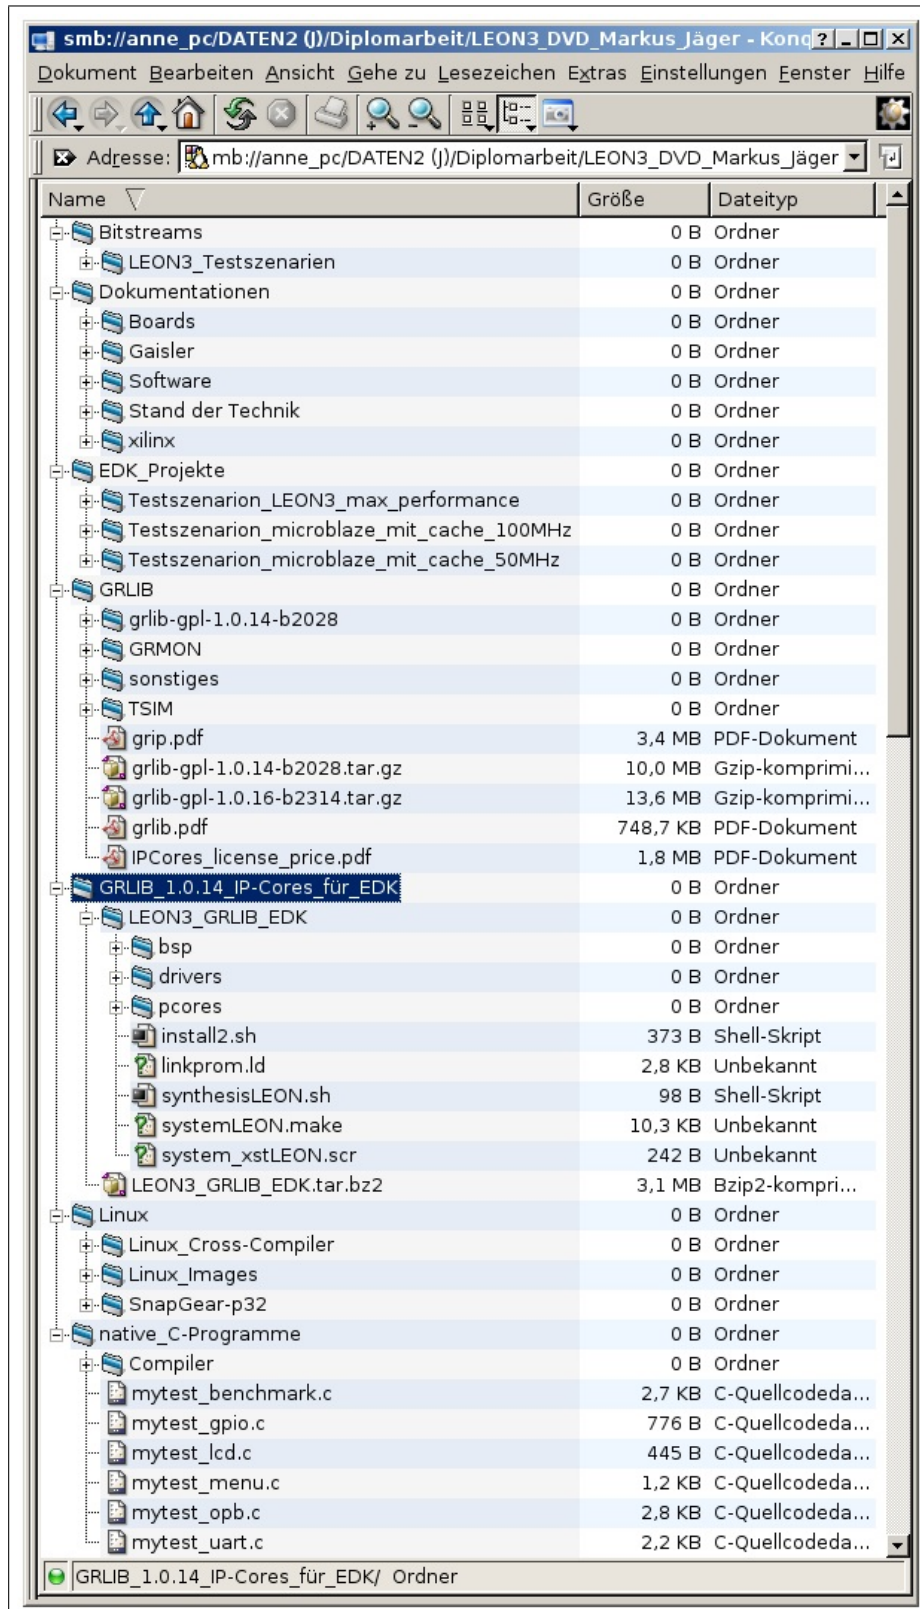 smb://anne_pc/DATEN2 (J)/Diplomarbeit/LEON3_DVD_Markus_Jäger - Konq
Dokument Bearbeiten Ansicht Gehe zu Lesezeichen Extras Einstellungen Fenster Hilfe
Adresse: mb://anne_pc/DATEN2 (J)/Diplomarbeit/LEON3_DVD_Markus_Jäger
Name Größe Dateityp
Bitstreams 0 B Ordner
LEON3_Testszenarien 0 B Ordner
Dokumentationen 0 B Ordner
Boards 0 B Ordner
Gaisler 0 B Ordner
Software 0 B Ordner
Stand der Technik 0 B Ordner
xilinx 0 B Ordner
EDK_Projekte 0 B Ordner
Testszenarion_LEON3_max_performance 0 B Ordner
Testszenarion_microblaze_mit_cache_100MHz 0 B Ordner
Testszenarion_microblaze_mit_cache_50MHz 0 B Ordner
GRLIB 0 B Ordner
grlib-gpl-1.0.14-b2028 0 B Ordner
GRMON 0 B Ordner
sonstiges 0 B Ordner
TSIM 0 B Ordner
grip.pdf 3,4 MB PDF-Dokument
grlib-gpl-1.0.14-b2028.tar.gz 10,0 MB Gzip-komprimi...
grlib-gpl-1.0.16-b2314.tar.gz 13,6 MB Gzip-komprimi...
grlib.pdf 748,7 KB PDF-Dokument
IPCores_license_price.pdf 1,8 MB PDF-Dokument
GRLIB_1.0.14_IP-Cores_für_EDK 0 B Ordner
LEON3_GRLIB_EDK 0 B Ordner
bsp 0 B Ordner
drivers 0 B Ordner
pcores 0 B Ordner
install2.sh 373 B Shell-Skript
linkprom.ld 2,8 KB Unbekannt
synthesisLEON.sh 98 B Shell-Skript
systemLEON.make 10,3 KB Unbekannt
system_xstLEON.scr 242 B Unbekannt
LEON3_GRLIB_EDK.tar.bz2 3,1 MB Bzip2-kompri...
Linux 0 B Ordner
Linux_Cross-Compiler 0 B Ordner
Linux_Images 0 B Ordner
SnapGear-p32 0 B Ordner
native_C-Programme 0 B Ordner
Compiler 0 B Ordner
mytest_benchmark.c 2,7 KB C-Quellcodeda...
mytest_gpio.c 776 B C-Quellcodeda...
mytest_lcd.c 445 B C-Quellcodeda...
mytest_menu.c 1,2 KB C-Quellcodeda...
mytest_opb.c 2,8 KB C-Quellcodeda...
mytest_uart.c 2,2 KB C-Quellcodeda...
GRLIB_1.0.14_IP-Cores_für_EDK/ Ordner